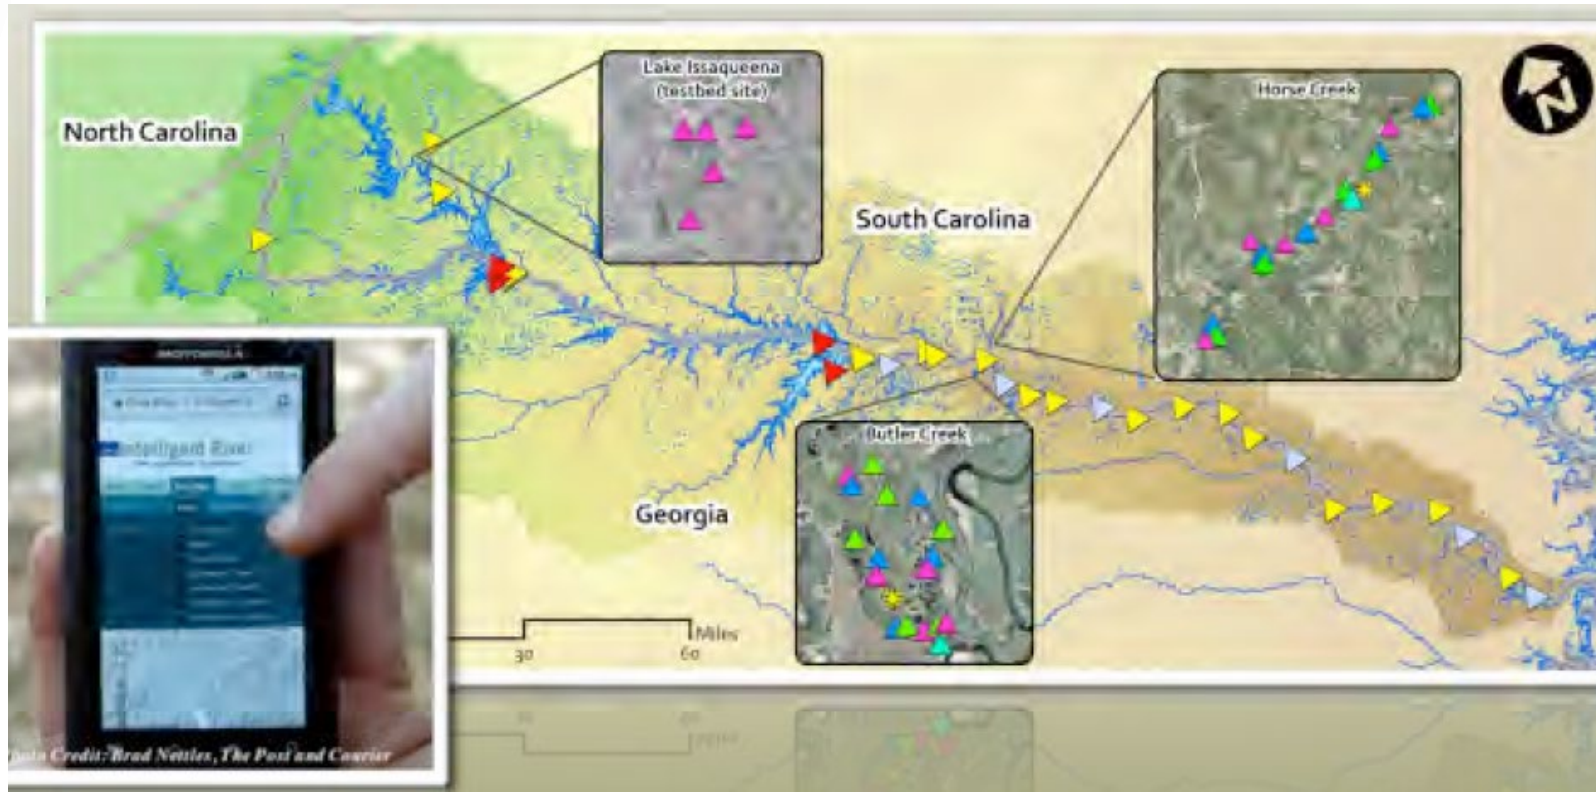 North Carolina
Lake Issaqueena
(testbed site)
Horse Creek
N
South Carolina
MOTOROLA
Intelligent River
Butler Creek
Georgia
Miles
30
60
Photo Credit: Brad Nettles, The Post and Courier